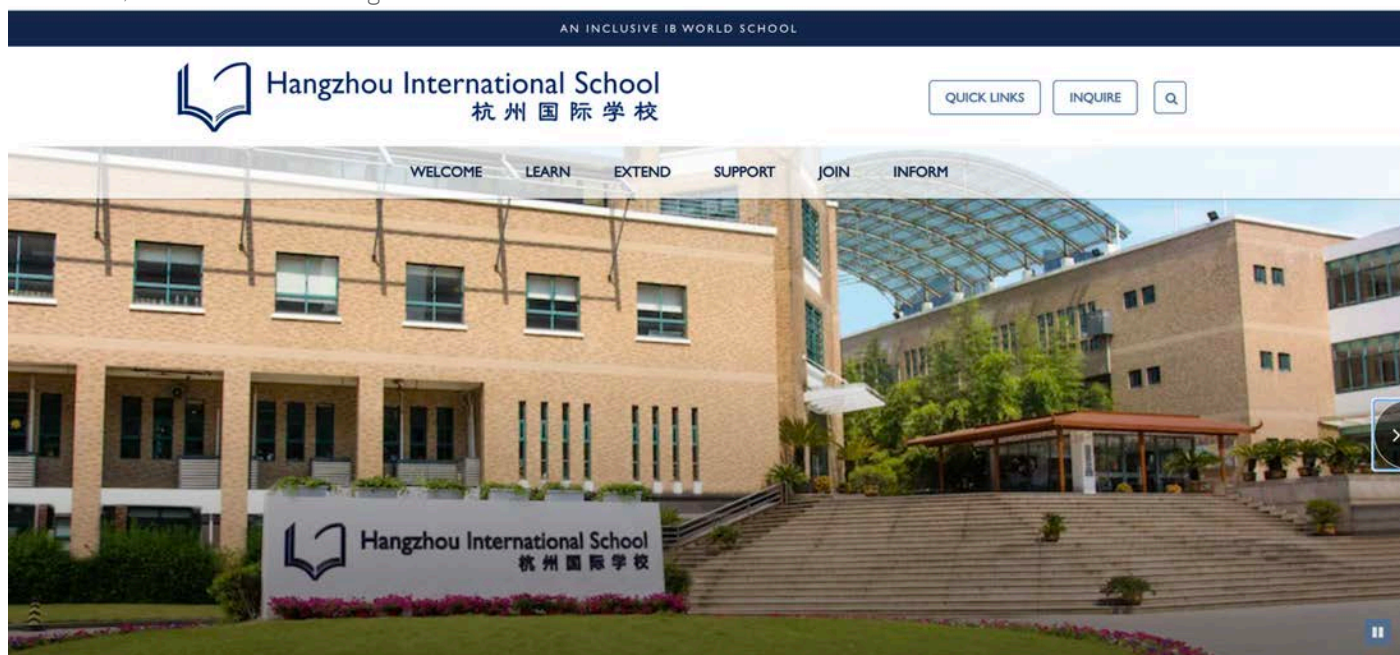 AN INCLUSIVE IB WORLD SCHOOL
Hangzhou International School
杭州国际学校
QUICK LINKS
INQUIRE
WELCOME
LEARN
EXTEND
SUPPORT
JOIN
INFORM
Hangzhou International School
杭州国际学校